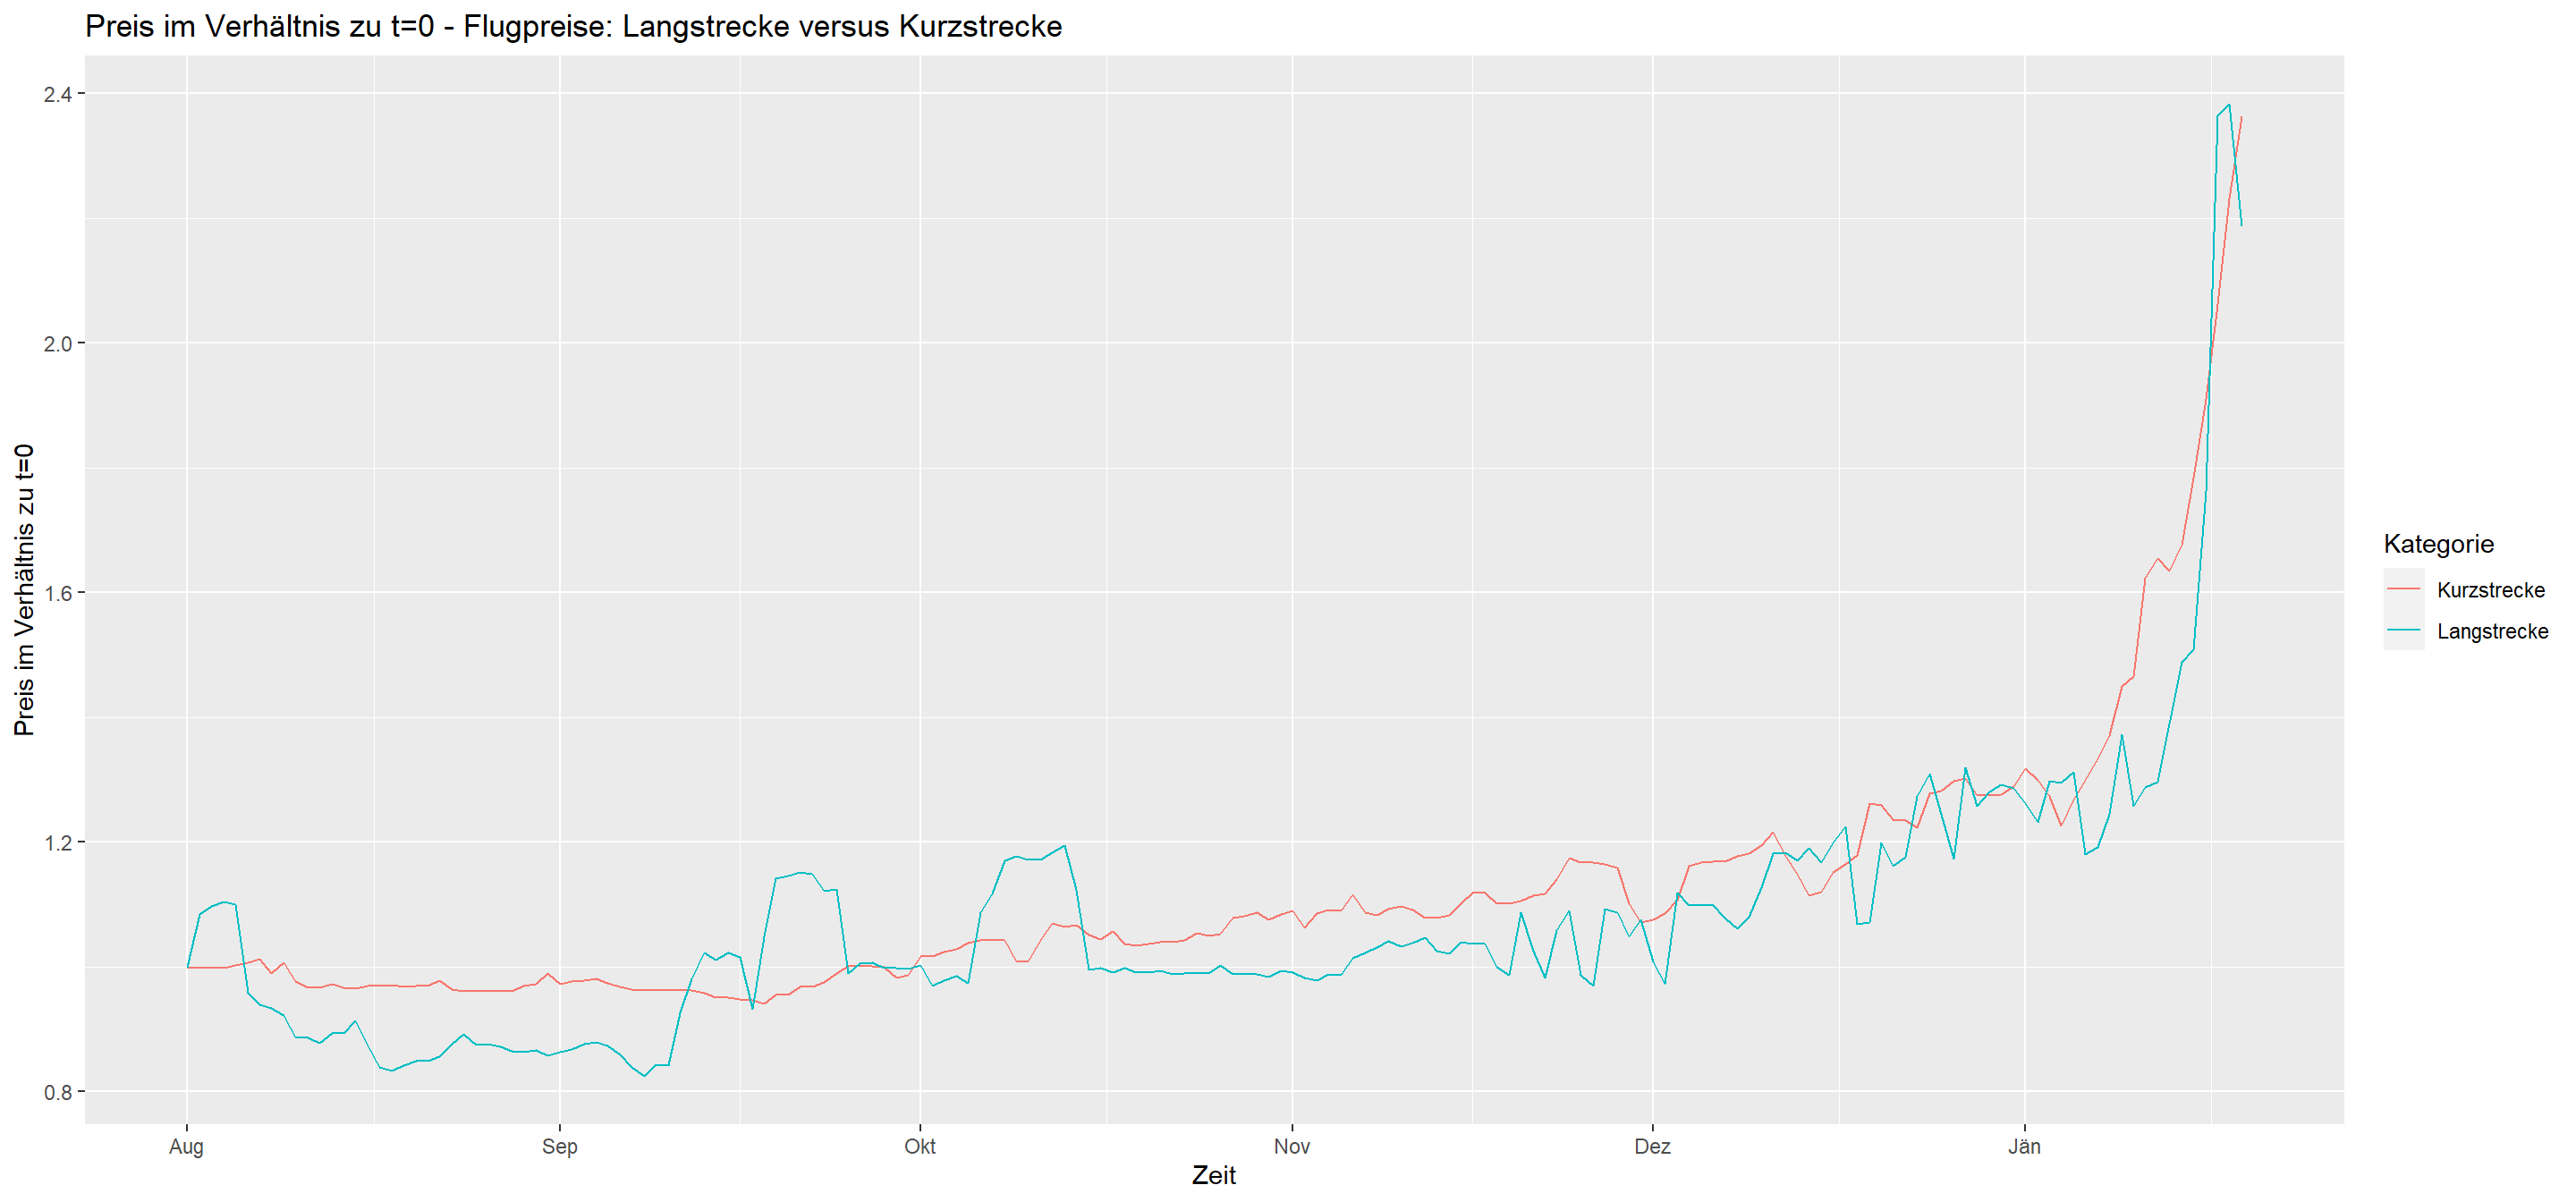 Preis im Verhältnis zu t=0 - Flugpreise: Langstrecke versus Kurzstrecke
Preis im Verhältnis zu t=0
2.4
2.0
1.6
1.2
0.8
Aug Sep Okt Nov Dez Jän
Zeit
Kategorie
Kurzstrecke
Langstrecke